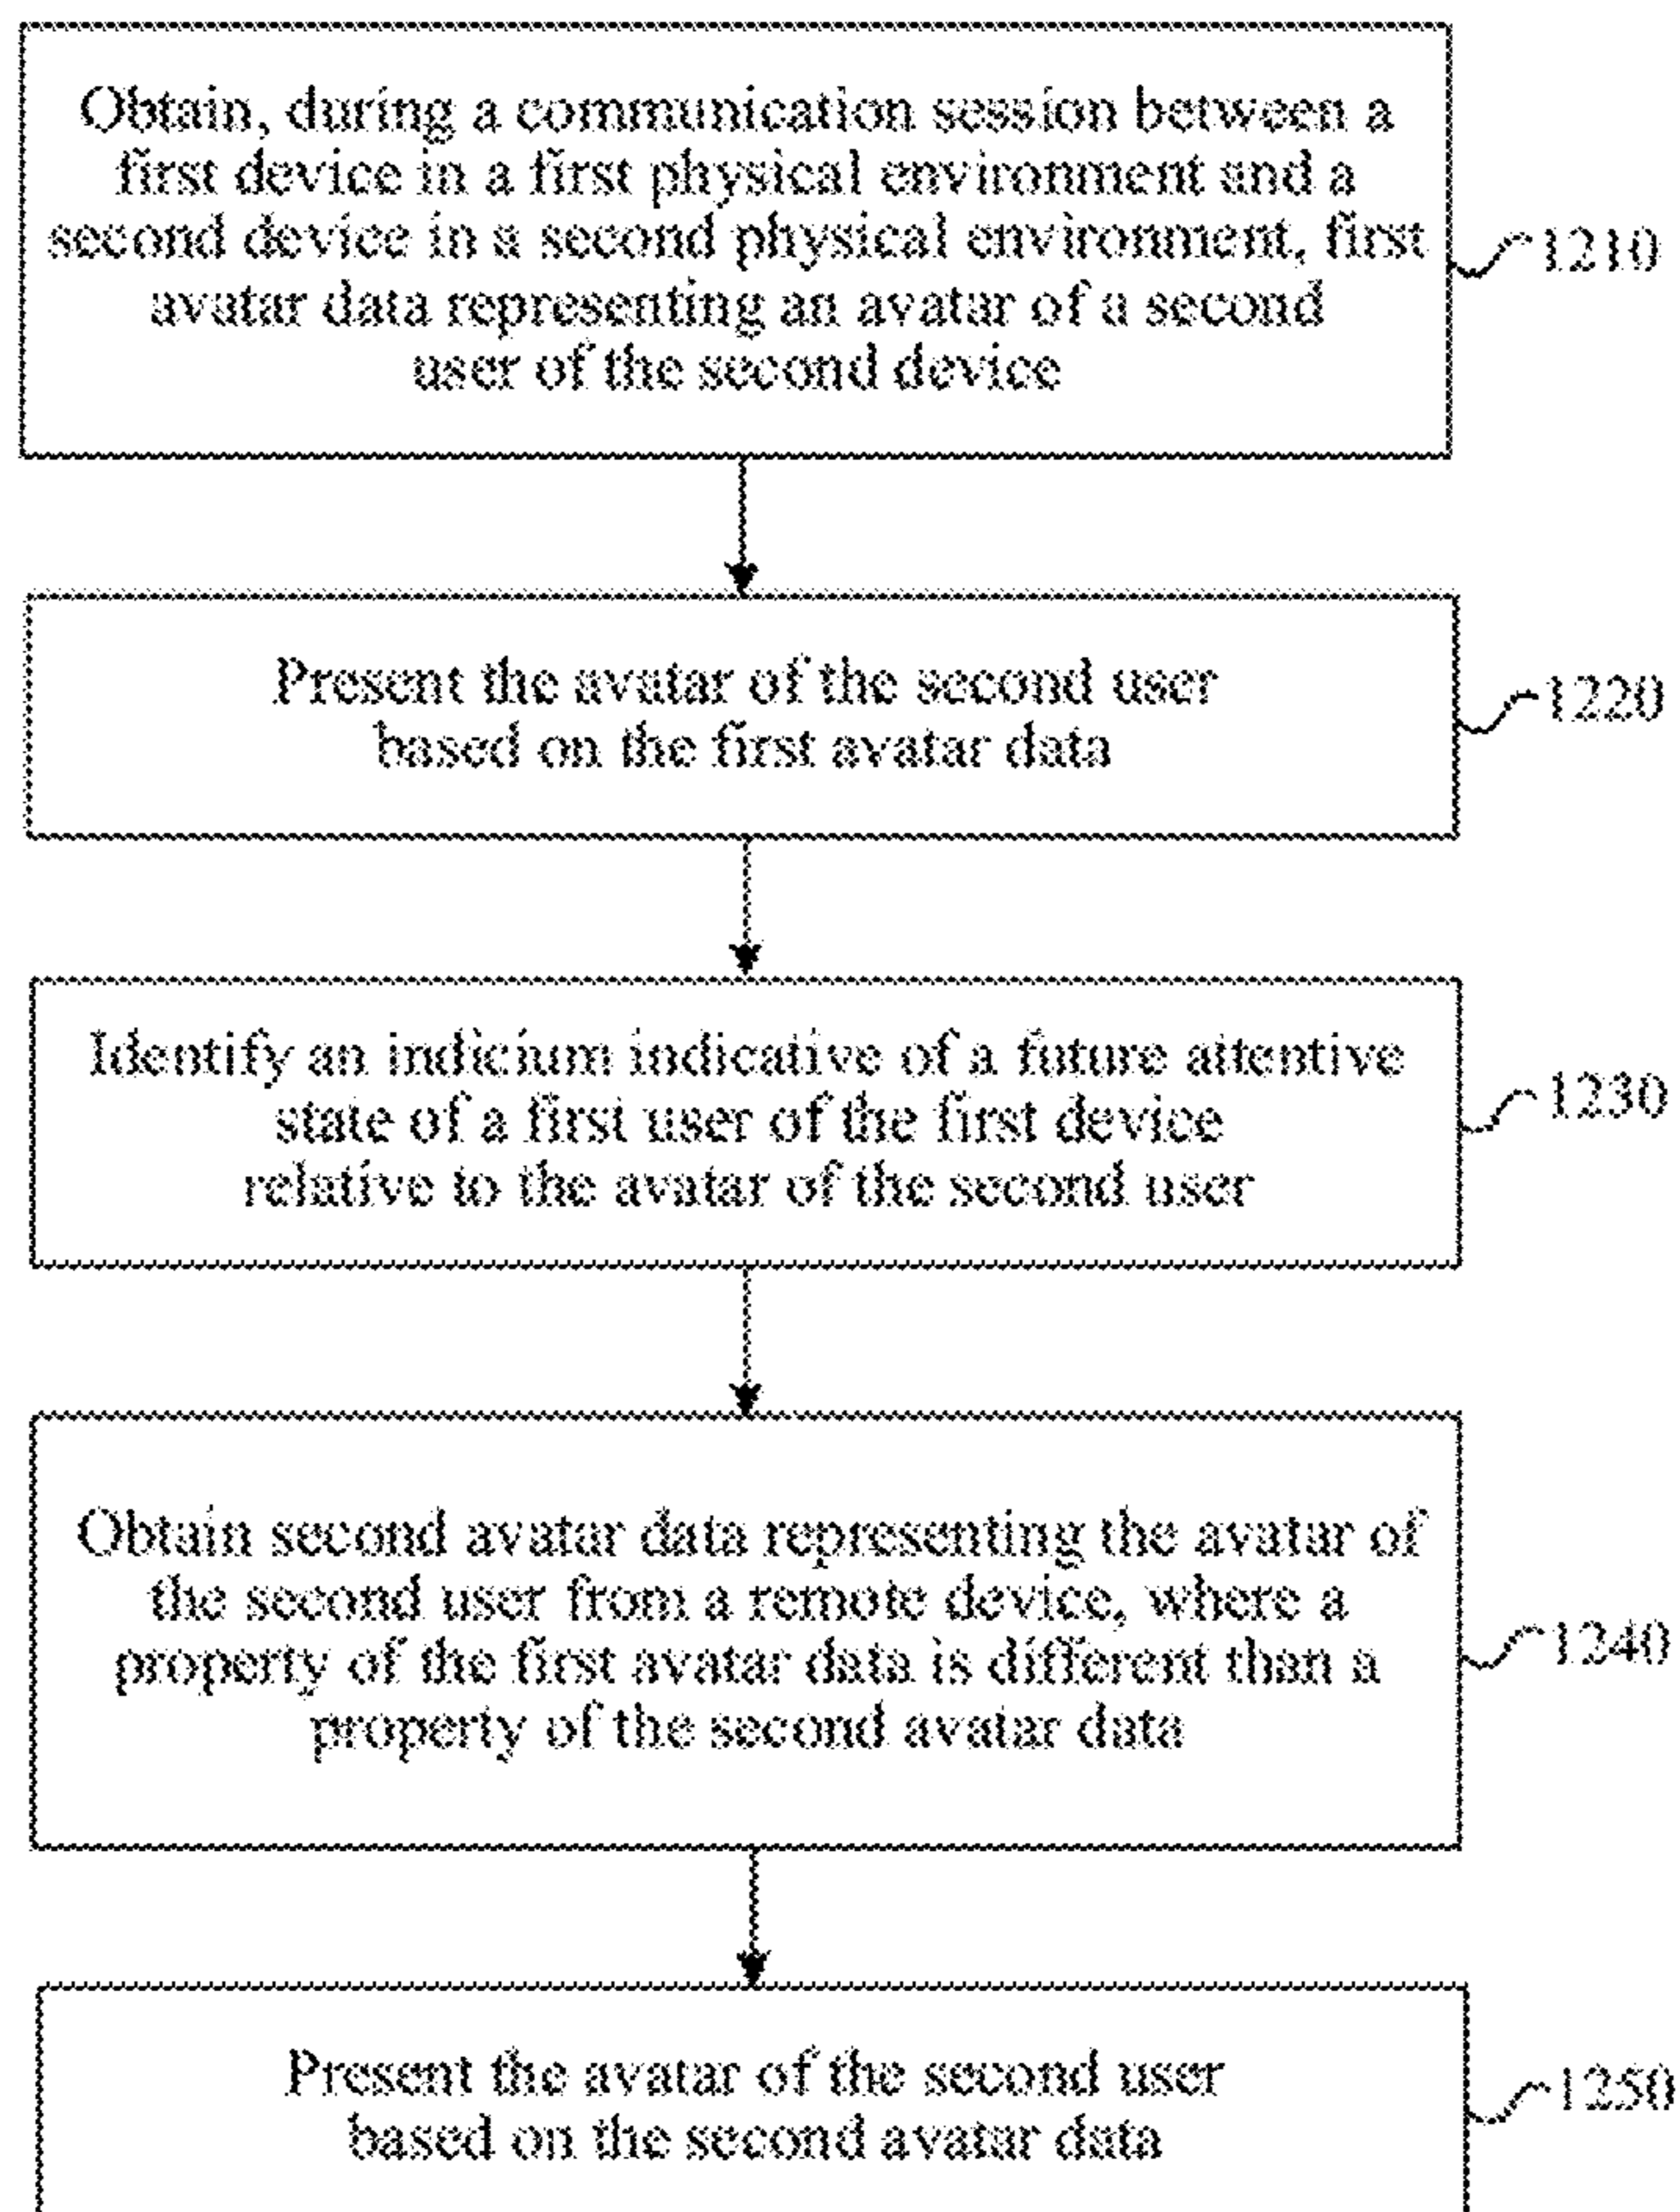 Obtain, during a communication session between a
first device in a first physical environment and a
second device in a second physical environment, first
avatar data representing an avatar of a second
user of the second device
1210
Present the avatar of the second user
based on the first avatar data
1220
Identify an indicium indicative of a future attentive
state of a first user of the first device
relative to the avatar of the second user
1230
Obtain second avatar data representing the avatar of
the second user from a remote device, where a
property of the first avatar data is different than a
property of the second avatar data
1240
Present the avatar of the second user
based on the second avatar data
1250